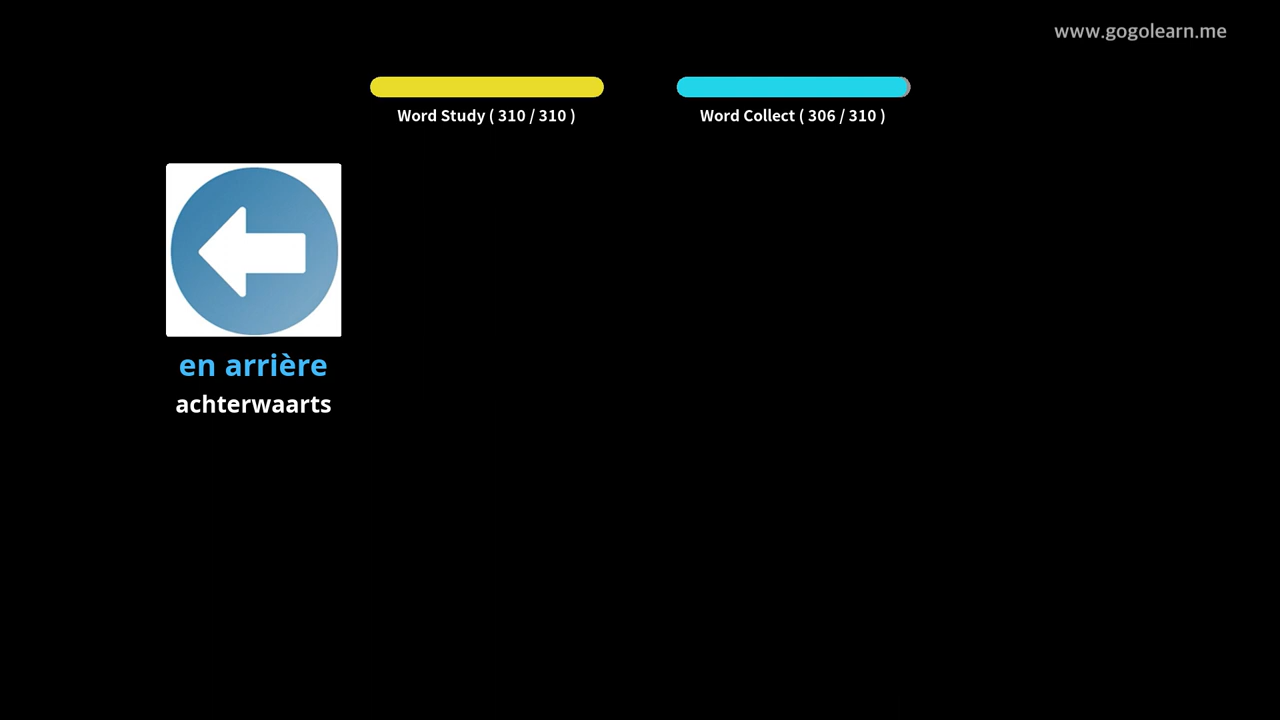 www.gogolearn.me
Word Study ( 310 / 310 )
Word Collect ( 306 / 310 )
en arrière
achterwaarts